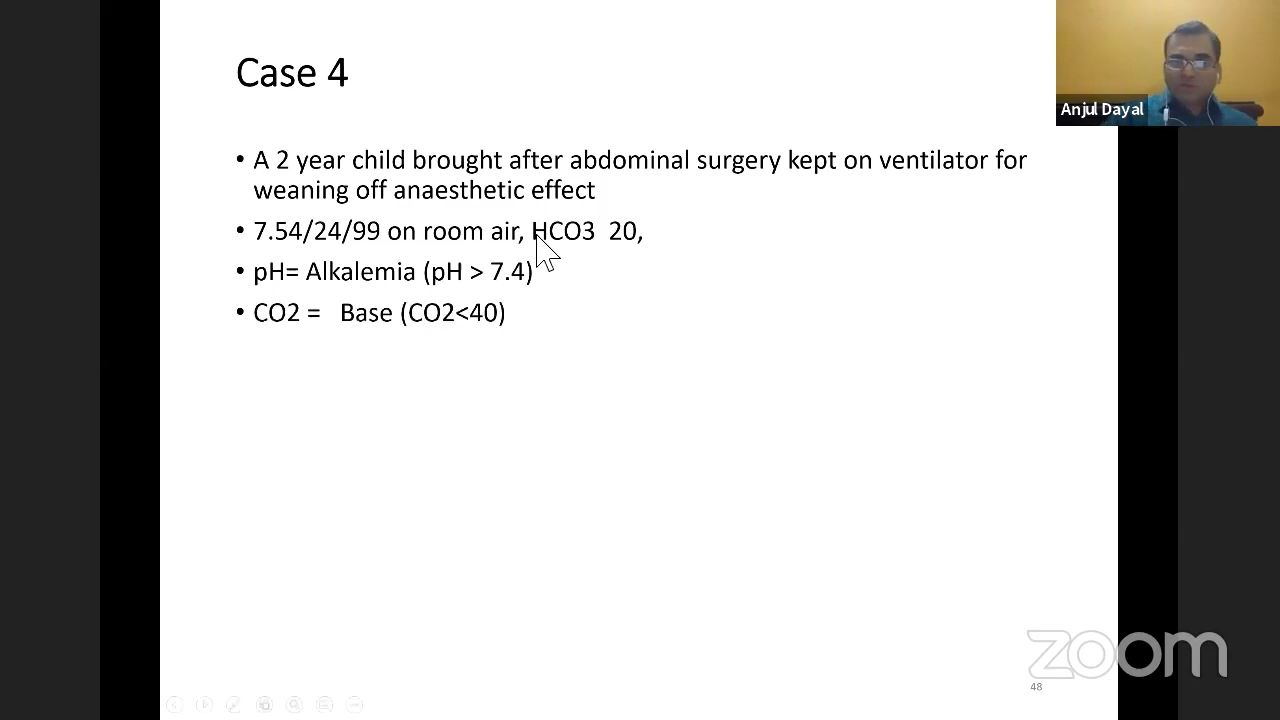 Case 4
Anjul Dayal
• A 2 year child brought after abdominal surgery kept on ventilator for
weaning off anaesthetic effect
• 7.54/24/99 on room air, HCO3  20,
• pH= Alkalemia (pH > 7.4)
• CO2 =   Base (CO2<40)
zoom
48